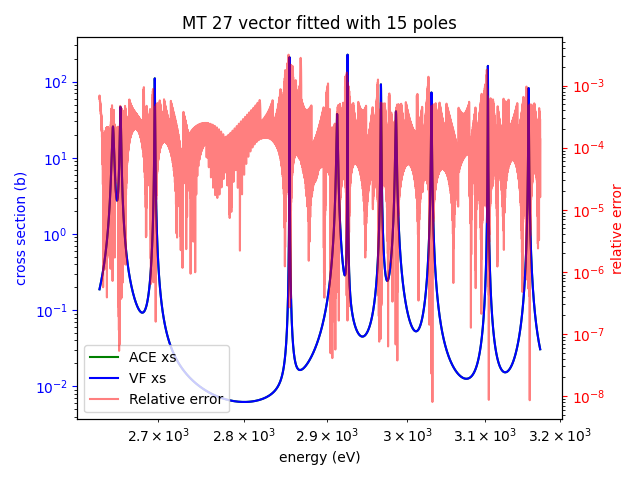 MT 27 vector fitted with 15 poles
cross section (b)
10²
10¹
10⁰
10⁻¹
10⁻²
ACE xs
VF xs
Relative error
10⁻³
10⁻⁴
10⁻⁵
10⁻⁶
10⁻⁷
10⁻⁸
relative error
2.7 × 10³ 2.8 × 10³ 2.9 × 10³ 3 × 10³ 3.1 × 10³ 3.2 × 10³
energy (eV)